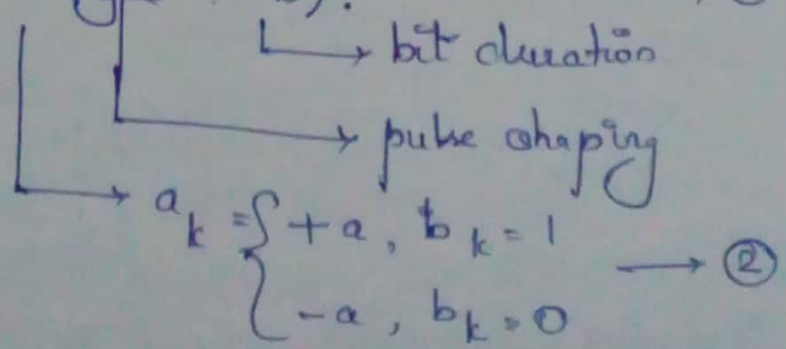 → bit duration
→ pulse shaping
→ a_k = { +a, b_k = 1
-a, b_k = 0 → ②